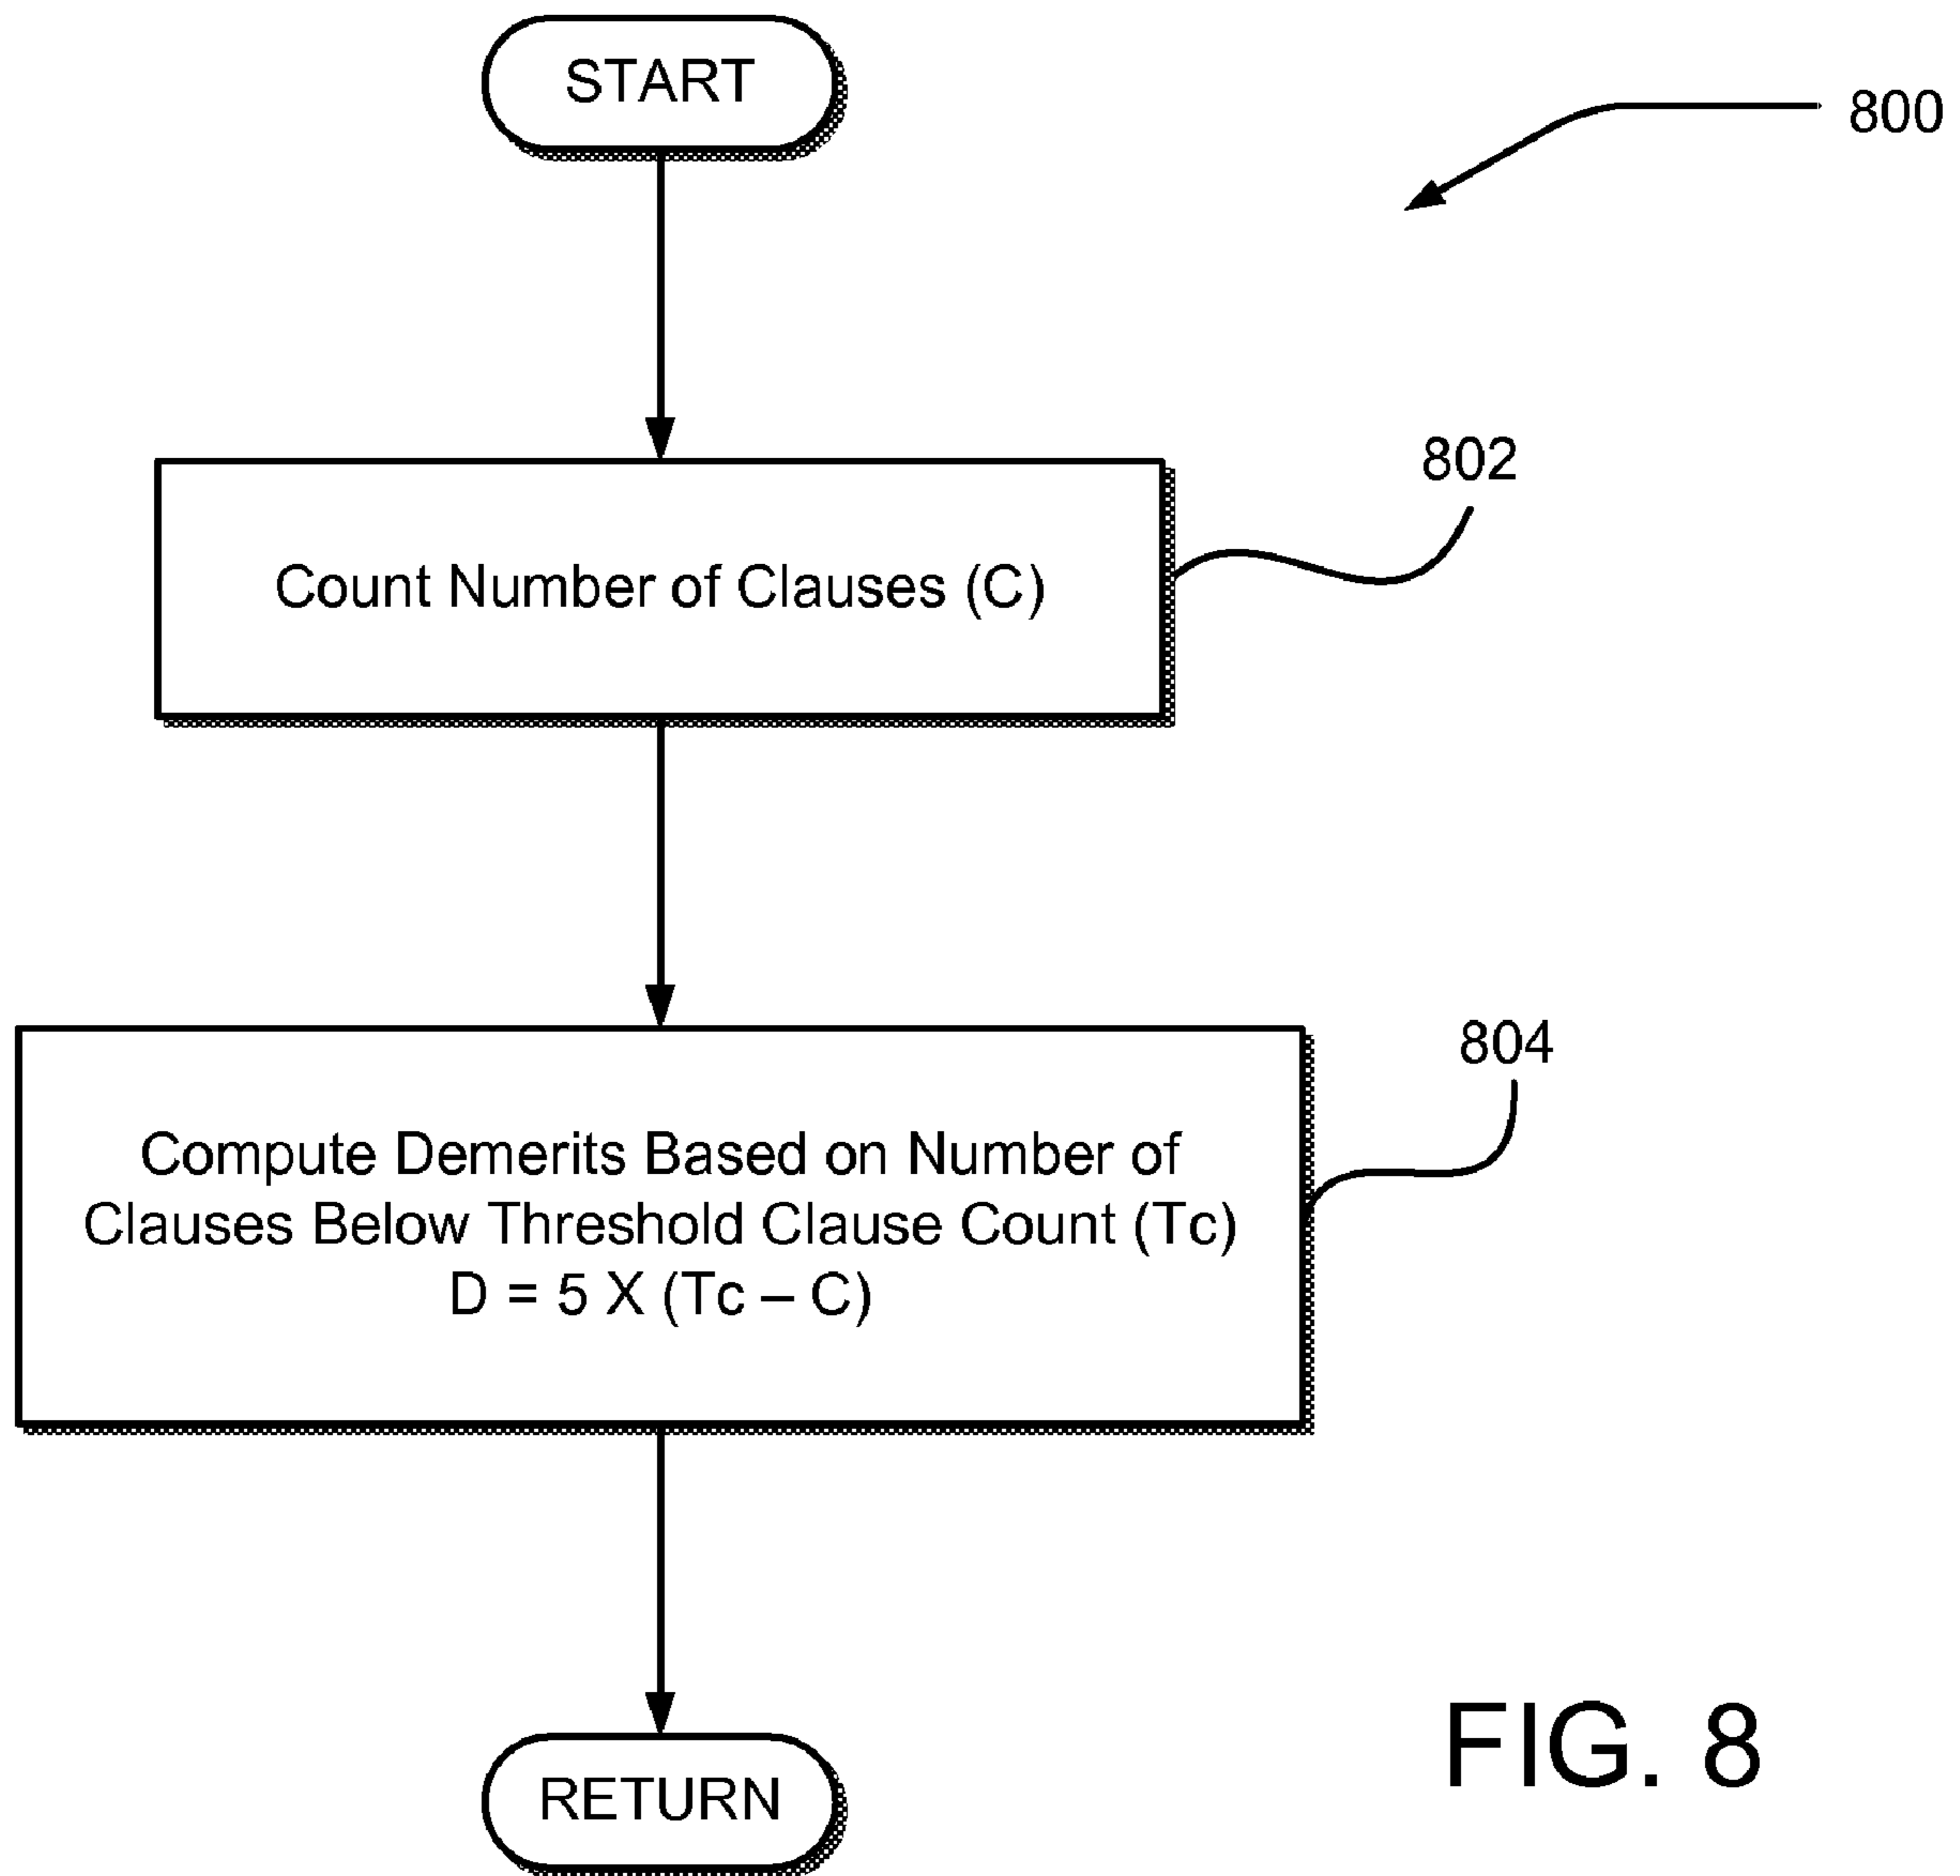 START
800
802
Count Number of Clauses (C)
804
Compute Demerits Based on Number of
Clauses Below Threshold Clause Count (Tc)
D = 5 X (Tc – C)
RETURN
FIG. 8